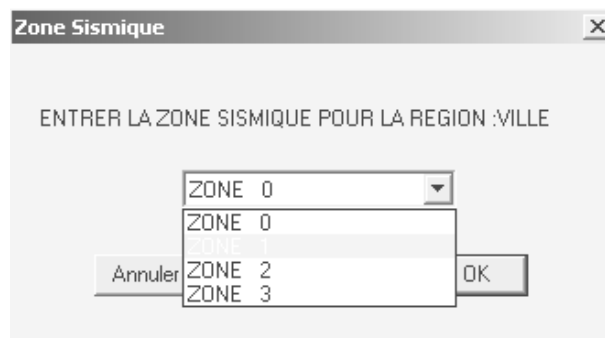 Zone Sismique
ENTRER LA ZONE SISMIQUE POUR LA REGION :VILLE
ZONE 0
ZONE 0
ZONE 1
Annuler ZONE 2 OK
ZONE 3